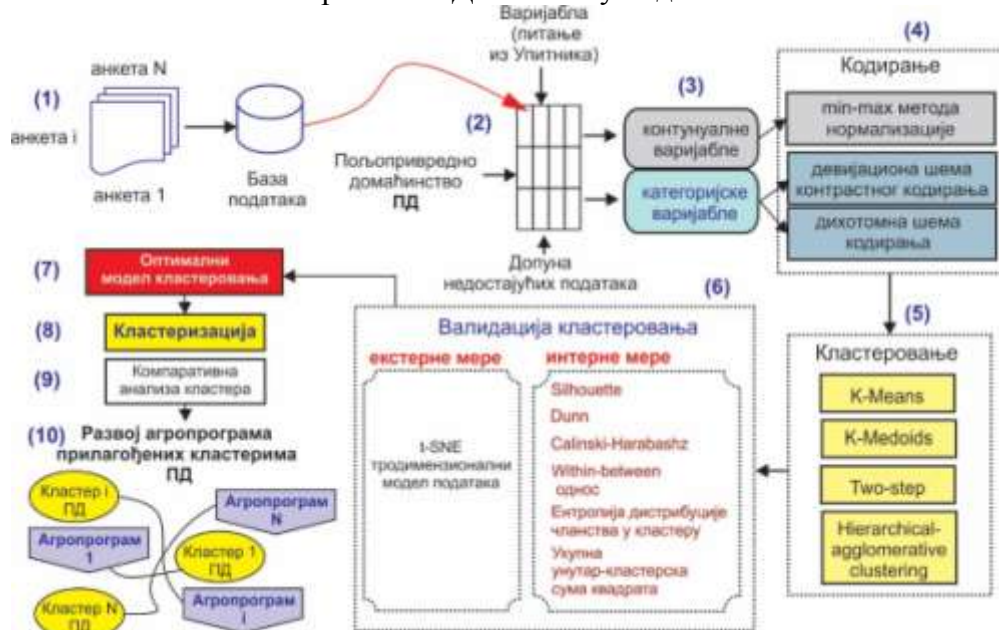 Варијабла
(питање
из Упитника)
(4)
анкета N
(1)
анкета i
анкета 1
База
података
(2)
Пољопривредно
домаћинство
ПД
Допуна
недостајућих података
(3)
контунуалне
варијабле
категоријске
варијабле
Кодирање
min-max метода
нормализације
девијациона шема
контрастног кодирања
дихотомна шема
кодирања
(7)
Оптимални
модел кластеровања
(8)
Кластеризација
(9)
Компаративна
анализа кластера
(10)
Развој агропрограма
прилагођених кластерима
ПД
Кластер i
ПД
Агропрограм
N
Агропрограм
1
Кластер 1
ПД
Кластер N
ПД
Агропрограм
i
(6)
Валидација кластеровања
екстерне мере
t-SNE
тродимензионални
модел података
интерне мере
Silhouette
Dunn
Calinski-Harabashz
Within-between
однос
Ентропија дистрибуције
чланства у кластеру
Укупна
унутар-кластерска
сума квадрата
(5)
Кластеровање
K-Means
K-Medoids
Two-step
Hierarchical-
agglomerative
clustering